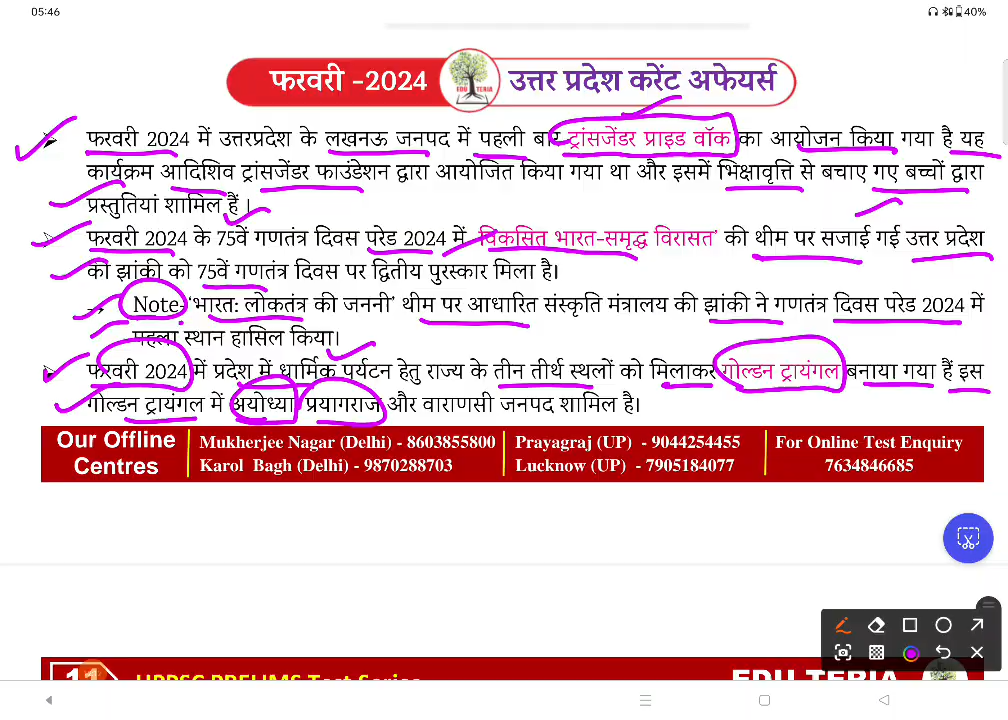 05:46
40%
फरवरी -2024 EDU TERIA उत्तर प्रदेश करेंट अफेयर्स
फरवरी 2024 में उत्तरप्रदेश के लखनऊ जनपद में पहली बार ट्रांसजेंडर प्राइड वॉक का आयोजन किया गया है यह
कार्यक्रम आदिशिव ट्रांसजेंडर फाउंडेशन द्वारा आयोजित किया गया था और इसमें भिक्षावृत्ति से बचाए गए बच्चों द्वारा
प्रस्तुतियां शामिल हैं ।
फरवरी 2024 के 75वें गणतंत्र दिवस परेड 2024 में 'विकसित भारत-समृद्ध विरासत' की थीम पर सजाई गई उत्तर प्रदेश
की झांकी को 75वें गणतंत्र दिवस पर द्वितीय पुरस्कार मिला है।
Note- 'भारत: लोकतंत्र की जननी' थीम पर आधारित संस्कृति मंत्रालय की झांकी ने गणतंत्र दिवस परेड 2024 में
पहला स्थान हासिल किया।
फरवरी 2024 में प्रदेश में धार्मिक पर्यटन हेतु राज्य के तीन तीर्थ स्थलों को मिलाकर गोल्डन ट्रायंगल बनाया गया हैं इस
गोल्डन ट्रायंगल में अयोध्या प्रयागराज और वाराणसी जनपद शामिल है।
Our Offline Centres
Mukherjee Nagar (Delhi) - 8603855800
Karol Bagh (Delhi) - 9870288703
Prayagraj (UP) - 9044254455
Lucknow (UP) - 7905184077
For Online Test Enquiry
7634846685
11 UPPSC PRELIMS Test Series EDU TERIA